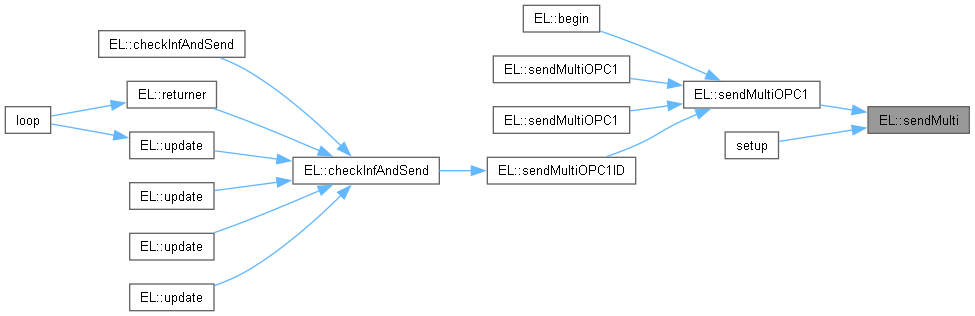 EL::begin
EL::checkInfAndSend
EL::sendMultiOPC1
EL::returner
EL::sendMultiOPC1
loop
EL::sendMultiOPC1
EL::sendMulti
EL::update
setup
EL::checkInfAndSend
EL::sendMultiOPC1ID
EL::update
EL::update
EL::update